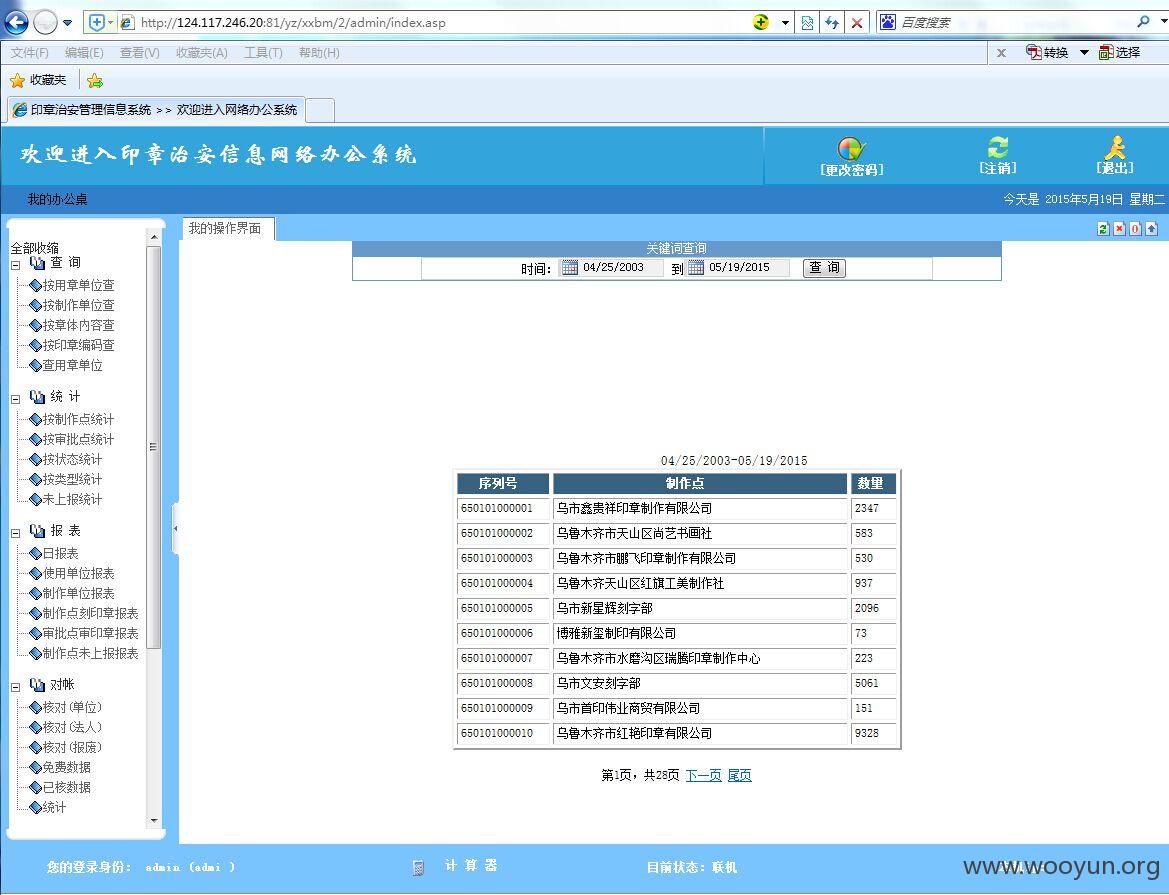 http://124.117.246.20:81/yz/xxbm/2/admin/index.asp
百度搜索
文件(F) 编辑(E) 查看(V) 收藏夹(A) 工具(T) 帮助(H)
x 转换 选择
收藏夹
印章治安管理信息系统 >> 欢迎进入网络办公系统
欢迎进入印章治安信息网络办公系统
[更改密码] [注销] [退出]
我的办公桌
今天是 2015年5月19日 星期二
全部收缩
查 询
按用章单位查
按制作单位查
按章体内容查
按印章编码查
查用章单位
统 计
按制作点统计
按审批点统计
按状态统计
按类型统计
未上报统计
报 表
日报表
使用单位报表
制作单位报表
制作点刻印章报表
审批点审印章报表
制作点未上报报表
对帐
核对(单位)
核对(法人)
核对(报废)
免费数据
已核数据
统计
我的操作界面
关键词查询
时间: 04/25/2003 到 05/19/2015 查 询
04/25/2003-05/19/2015
序列号 制作点 数量
650101000001 乌市鑫贵祥印章制作有限公司 2347
650101000002 乌鲁木齐市天山区尚艺书画社 583
650101000003 乌鲁木齐市鹏飞印章制作有限公司 530
650101000004 乌鲁木齐天山区红旗工美制作社 937
650101000005 乌市新星辉刻字部 2096
650101000006 博雅新玺制印有限公司 73
650101000007 乌鲁木齐市水磨沟区瑞腾印章制作中心 223
650101000008 乌市文安刻字部 5061
650101000009 乌市首印伟业商贸有限公司 151
650101000010 乌鲁木齐市红艳印章有限公司 9328
第1页，共28页 下一页 尾页
您的登录身份: admin (admi )
计 算 器
目前状态: 联机
www.wooyun.org